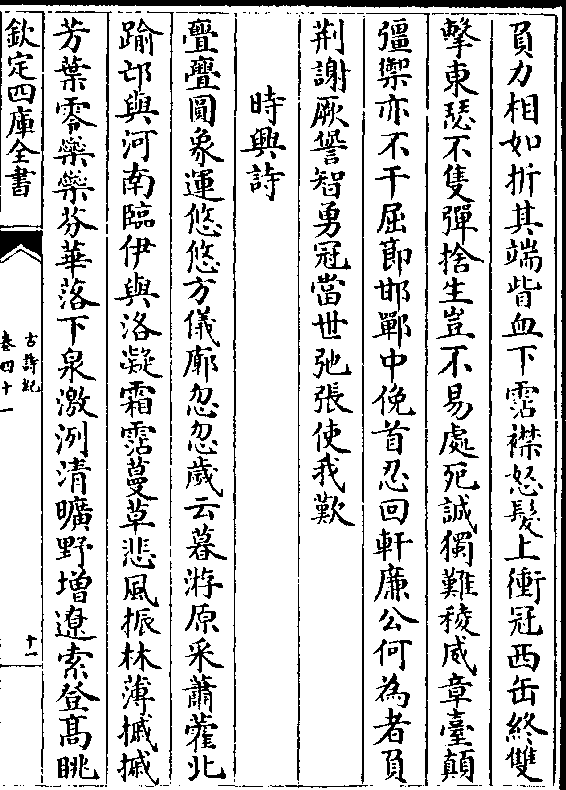 負力相如折其端眥血下霑襟怒髮上衝冠西缶終雙
擊東瑟不隻彈捨生豈不易處死誠獨難稜威章臺顛
彊禦亦不干屈節邯鄲中俛首忍回軒廉公何為者負
荆謝厥諐智勇冠當世弛張使我歎
時興詩
亹亹圓象運悠悠方儀廓忽忽歲云暮游原采蕭藿北
踰邙與河南臨伊與洛凝霜霑蔓草悲風振林薄摵摵
芳葉零橤橤芬華落下泉激冽清曠野增遼索登髙眺
欽定四庫全書
古詩紀
卷四十一
十一